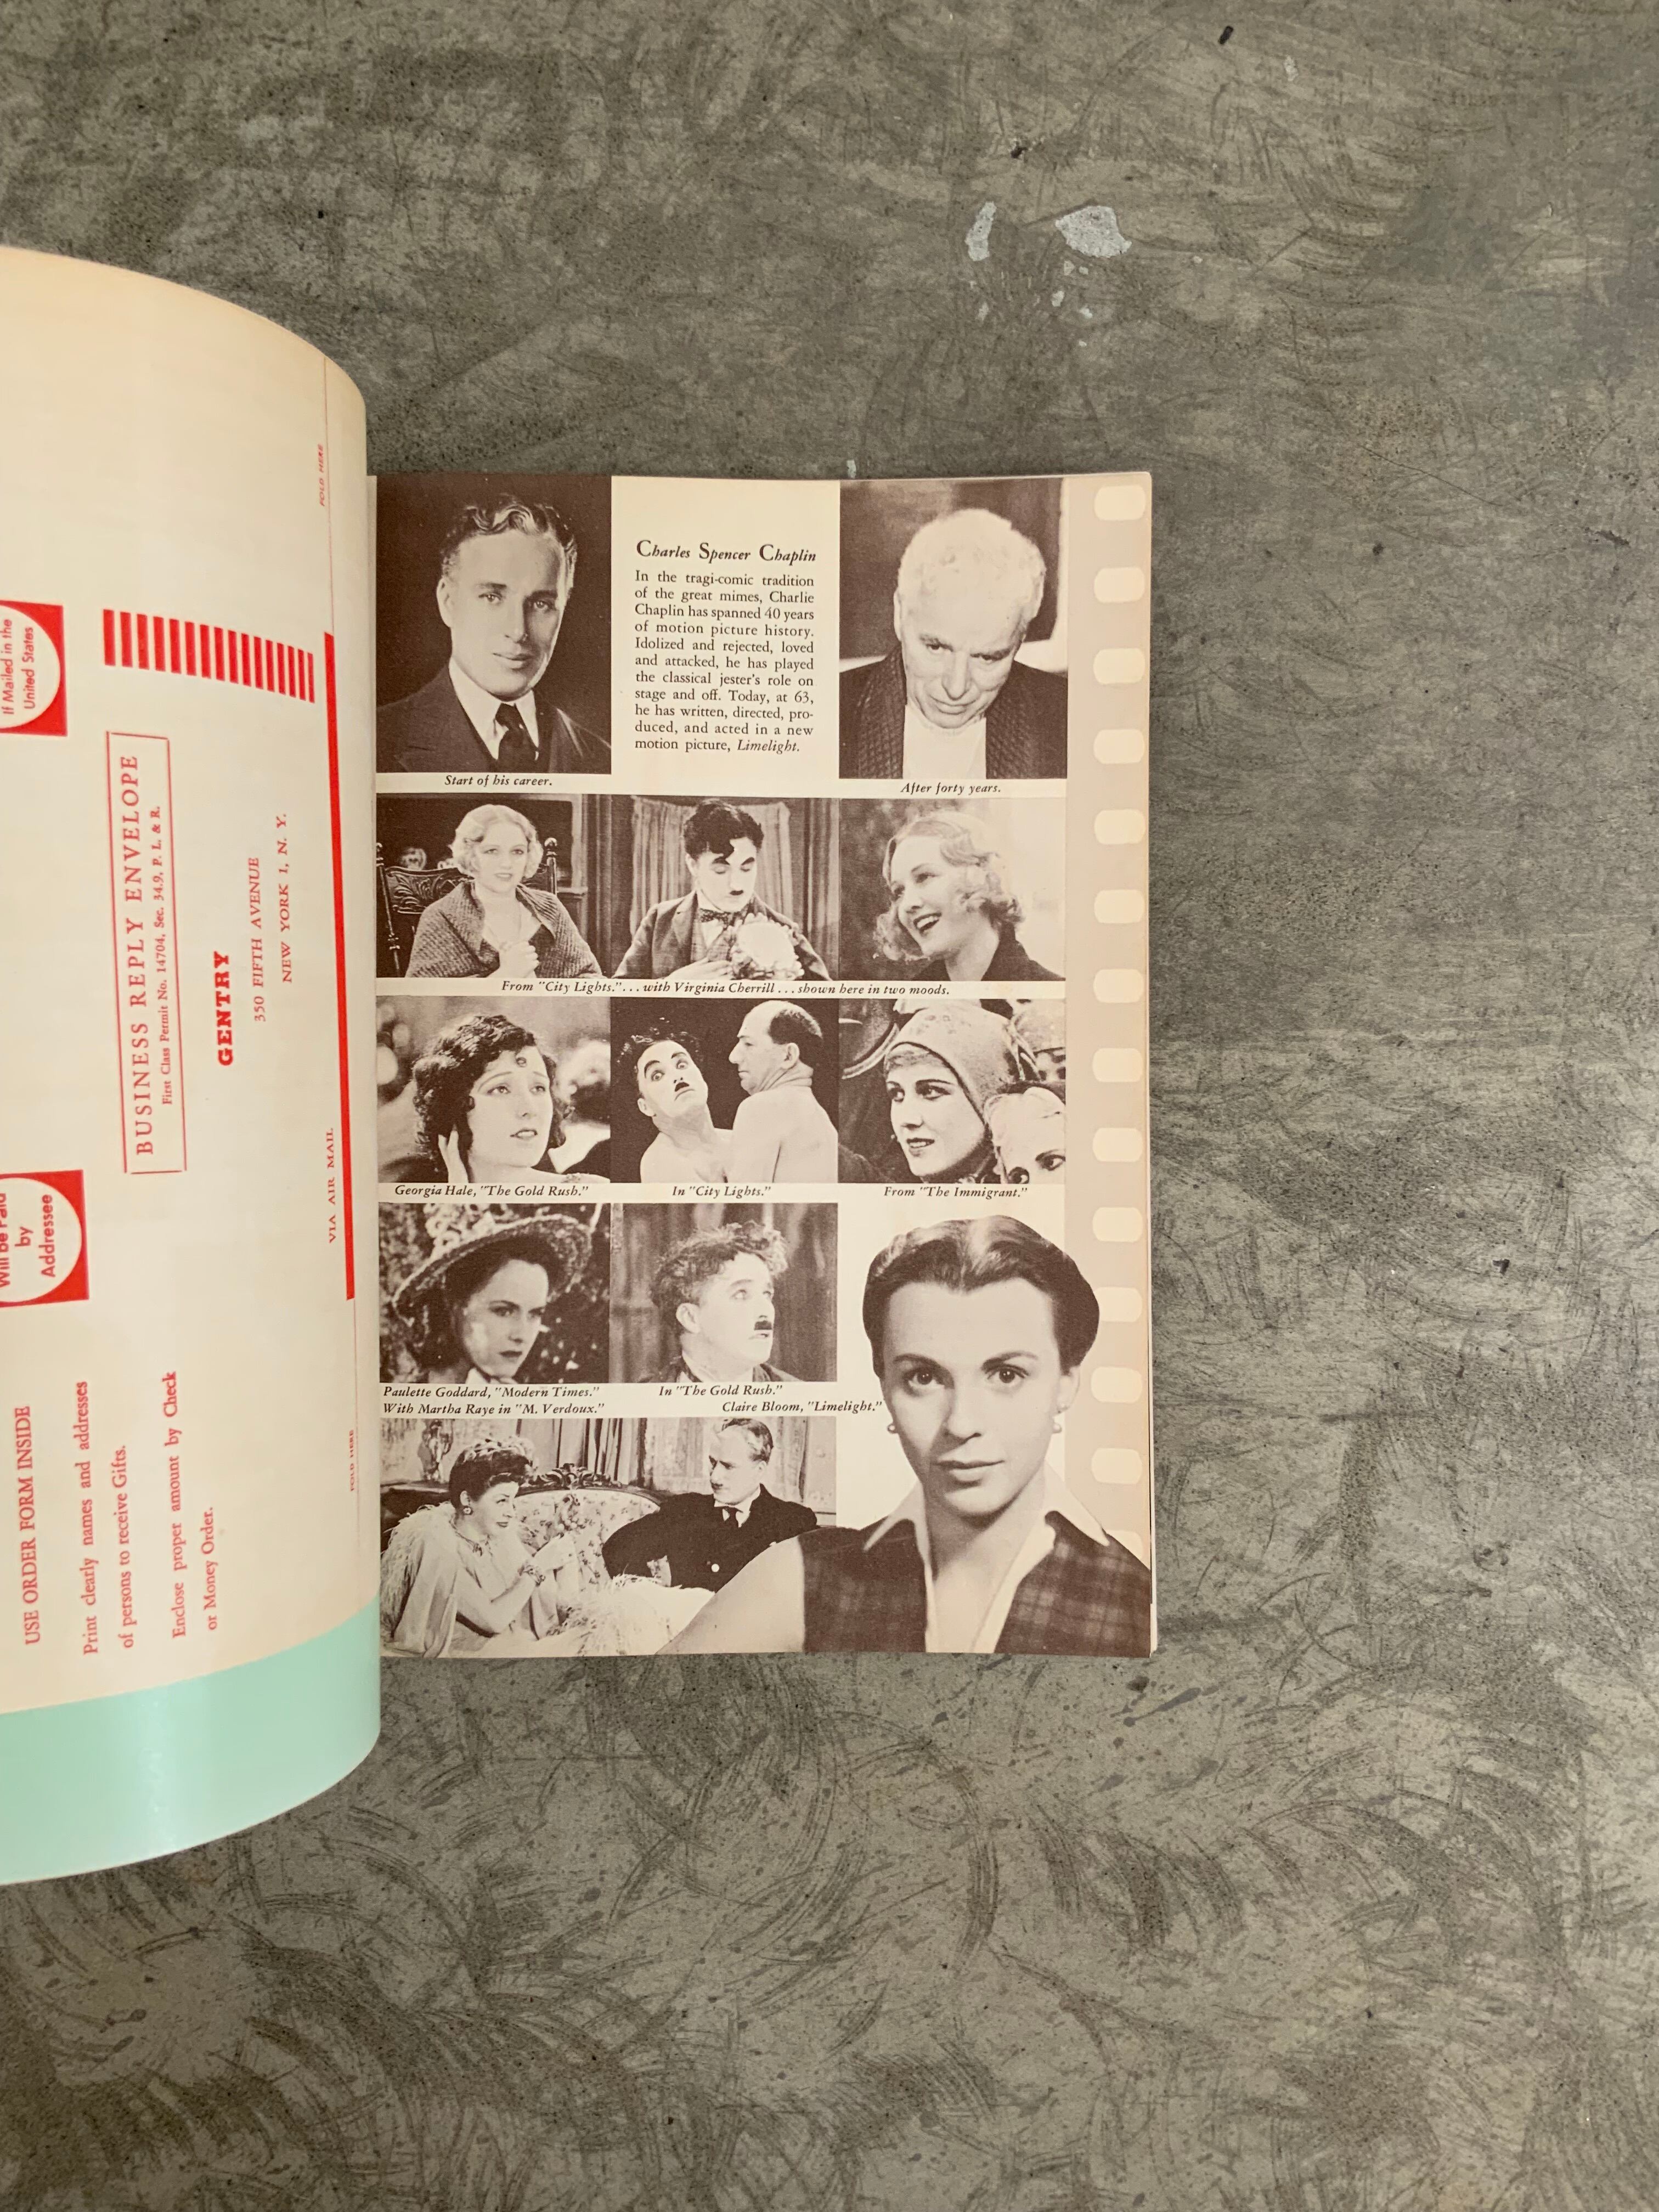 If Mailed in the
United States
BUSINESS REPLY ENVELOPE
First Class Permit No. 14704, Sec. 34.9, P. L. & R.
GENTRY
350 FIFTH AVENUE
NEW YORK 1, N. Y.
VIA AIR MAIL
FOLD HERE
FOLD HERE
by
Addressee
USE ORDER FORM INSIDE
Print clearly names and addresses
of persons to receive Gifts.
Enclose proper amount by Check
or Money Order.
Charles Spencer Chaplin
In the tragi-comic tradition
of the great mimes, Charlie
Chaplin has spanned 40 years
of motion picture history.
Idolized and rejected, loved
and attacked, he has played
the classical jester's role on
stage and off. Today, at 63,
he has written, directed, pro-
duced, and acted in a new
motion picture, Limelight.
Start of his career.
After forty years.
From "City Lights."... with Virginia Cherrill ... shown here in two moods.
Georgia Hale, "The Gold Rush."
In "City Lights."
From "The Immigrant."
Paulette Goddard, "Modern Times."
In "The Gold Rush."
With Martha Raye in "M. Verdoux."
Claire Bloom, "Limelight."